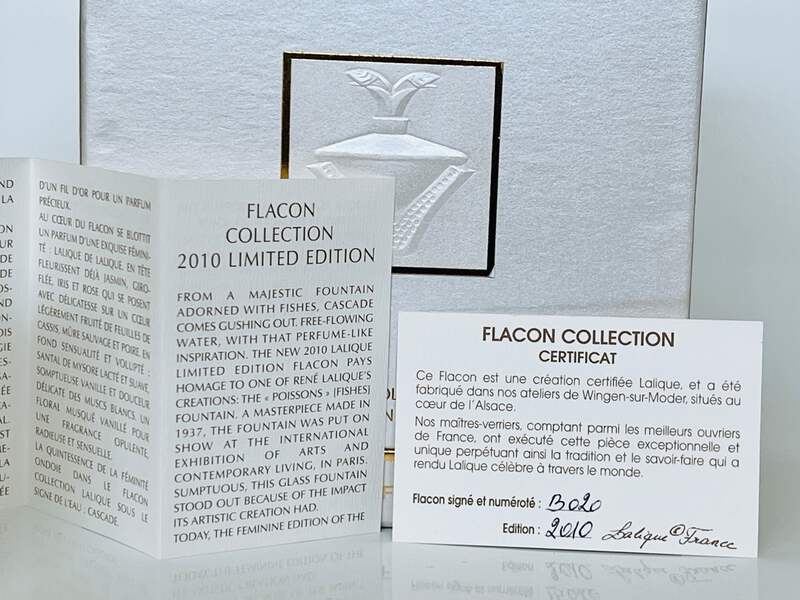 D'UN FIL D'OR POUR UN PARFUM
PRÉCIEUX.
AU CŒUR DU FLACON SE BLOTTIT
UN PARFUM D'UNE EXQUISE FÉMINI-
TÉ : LALIQUE DE LALIQUE. EN TÊTE
FLEURISSENT DÉJÀ JASMIN, GIRO-
FLÉE, IRIS ET ROSE QUI SE POSENT
AVEC DÉLICATESSE SUR UN CŒUR
LÉGÈREMENT FRUITÉ DE FEUILLES DE
CASSIS, MÛRE SAUVAGE ET POIRE. EN
FOND SENSUALITÉ ET VOLUPTÉ :
SANTAL DE MYSORE LACTÉ ET SUAVE,
SOMPTUEUSE VANILLE ET DOUCEUR
DÉLICATE DES MUSCS BLANCS. UN
FLORAL MUSQUÉ VANILLE POUR
UNE FRAGRANCE OPULENTE,
RADIEUSE ET SENSUELLE.
LA QUINTESSENCE DE LA FÉMINITÉ
ONDOIE DANS LE FLACON
COLLECTION LALIQUE SOUS LE
SIGNE DE L'EAU : CASCADE.
FLACON
COLLECTION
2010 LIMITED EDITION
FROM A MAJESTIC FOUNTAIN
ADORNED WITH FISHES, CASCADE
COMES GUSHING OUT. FREE-FLOWING
WATER, WITH THAT PERFUME-LIKE
INSPIRATION. THE NEW 2010 LALIQUE
LIMITED EDITION FLACON PAYS
HOMAGE TO ONE OF RENÉ LALIQUE'S
CREATIONS: THE « POISSONS » [FISHES]
FOUNTAIN. A MASTERPIECE MADE IN
1937, THE FOUNTAIN WAS PUT ON
SHOW AT THE INTERNATIONAL
EXHIBITION OF ARTS AND
CONTEMPORARY LIVING, IN PARIS.
SUMPTUOUS, THIS GLASS FOUNTAIN
STOOD OUT BECAUSE OF THE IMPACT
ITS ARTISTIC CREATION HAD.
TODAY, THE FEMININE EDITION OF THE
FLACON COLLECTION
CERTIFICAT
Ce Flacon est une création certifiée Lalique, et a été
fabriqué dans nos ateliers de Wingen-sur-Moder, situés au
cœur de l'Alsace.
Nos maîtres-verriers, comptant parmi les meilleurs ouvriers
de France, ont exécuté cette pièce exceptionnelle et
unique perpétuant ainsi la tradition et le savoir-faire qui a
rendu Lalique célèbre à travers le monde.
Flacon signé et numéroté : B020
Edition : 2010 Lalique © France